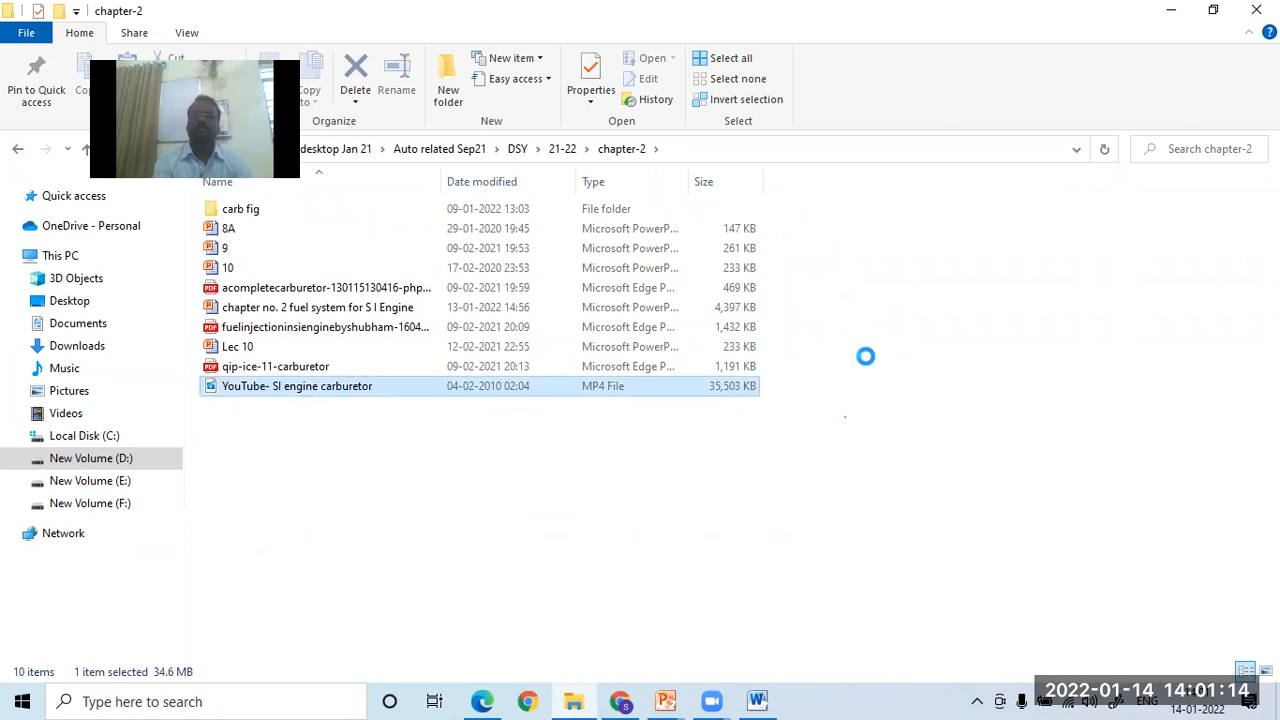 chapter-2
File Home Share View
Cut
Pin to Quick access
Copy to
Delete
Rename
Organize
New folder
New item
Easy access
New
Properties
Open
Edit
History
Open
Select all
Select none
Invert selection
Select
desktop Jan 21 Auto related Sep21 DSY 21-22 chapter-2
Search chapter-2
Name Date modified Type Size
carb fig 09-01-2022 13:03 File folder
8A 29-01-2020 19:45 Microsoft PowerP... 147 KB
9 09-02-2021 19:53 Microsoft PowerP... 261 KB
10 17-02-2020 23:53 Microsoft PowerP... 233 KB
acompletecarburetor-130115130416-php... 09-02-2021 19:59 Microsoft Edge P... 469 KB
chapter no. 2 fuel system for S I Engine 13-01-2022 14:56 Microsoft PowerP... 4,397 KB
fuelinjectioninsienginebyshubham-1604... 09-02-2021 20:09 Microsoft Edge P... 1,432 KB
Lec 10 12-02-2021 22:55 Microsoft PowerP... 233 KB
qip-ice-11-carburetor 09-02-2021 20:13 Microsoft Edge P... 1,191 KB
YouTube- SI engine carburetor 04-02-2010 02:04 MP4 File 35,503 KB
Quick access
OneDrive - Personal
This PC
3D Objects
Desktop
Documents
Downloads
Music
Pictures
Videos
Local Disk (C:)
New Volume (D:)
New Volume (E:)
New Volume (F:)
Network
10 items 1 item selected 34.6 MB
Type here to search
ENG
2022-01-14 14:01:14
14-01-2022